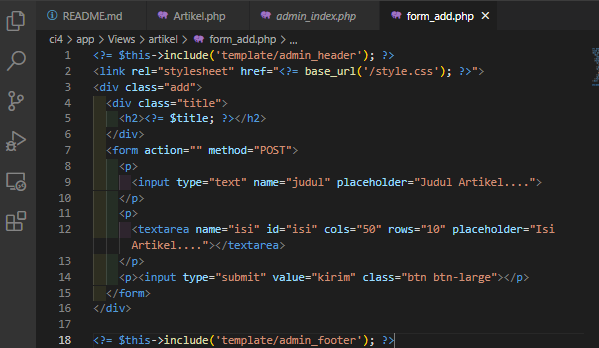 README.md Artikel.php admin_index.php form_add.php ×
ci4 > app > Views > artikel > form_add.php > ...
1 <?= $this->include('template/admin_header'); ?>
2 <link rel="stylesheet" href="<?= base_url('/style.css'); ?>">
3 <div class="add">
4 <div class="title">
5 <h2><?= $title; ?></h2>
6 </div>
7 <form action="" method="POST">
8 <p>
9 <input type="text" name="judul" placeholder="Judul Artikel....">
10 </p>
11 <p>
12 <textarea name="isi" id="isi" cols="50" rows="10" placeholder="Isi
Artikel...."></textarea>
13 </p>
14 <p><input type="submit" value="kirim" class="btn btn-large"></p>
15 </form>
16 </div>
17
18 <?= $this->include('template/admin_footer'); ?>